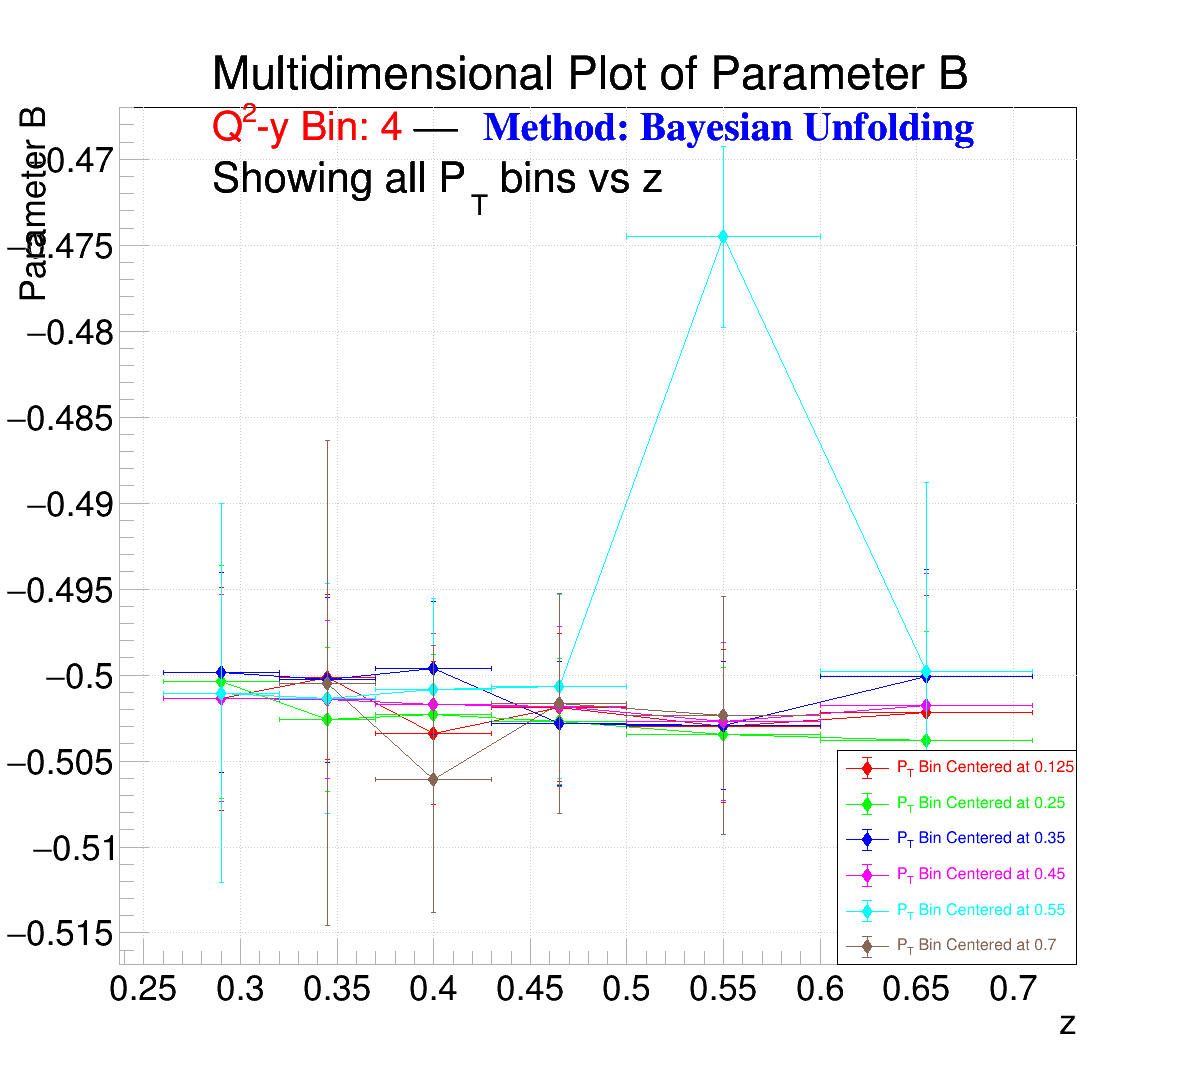 Multidimensional Plot of Parameter B
Q2-y Bin: 4 — Method: Bayesian Unfolding
Showing all PT bins vs z
Parameter B
−0.47
−0.475
−0.48
−0.485
−0.49
−0.495
−0.5
−0.505
−0.51
−0.515
PT Bin Centered at 0.125
PT Bin Centered at 0.25
PT Bin Centered at 0.35
PT Bin Centered at 0.45
PT Bin Centered at 0.55
PT Bin Centered at 0.7
0.25 0.3 0.35 0.4 0.45 0.5 0.55 0.6 0.65 0.7
z